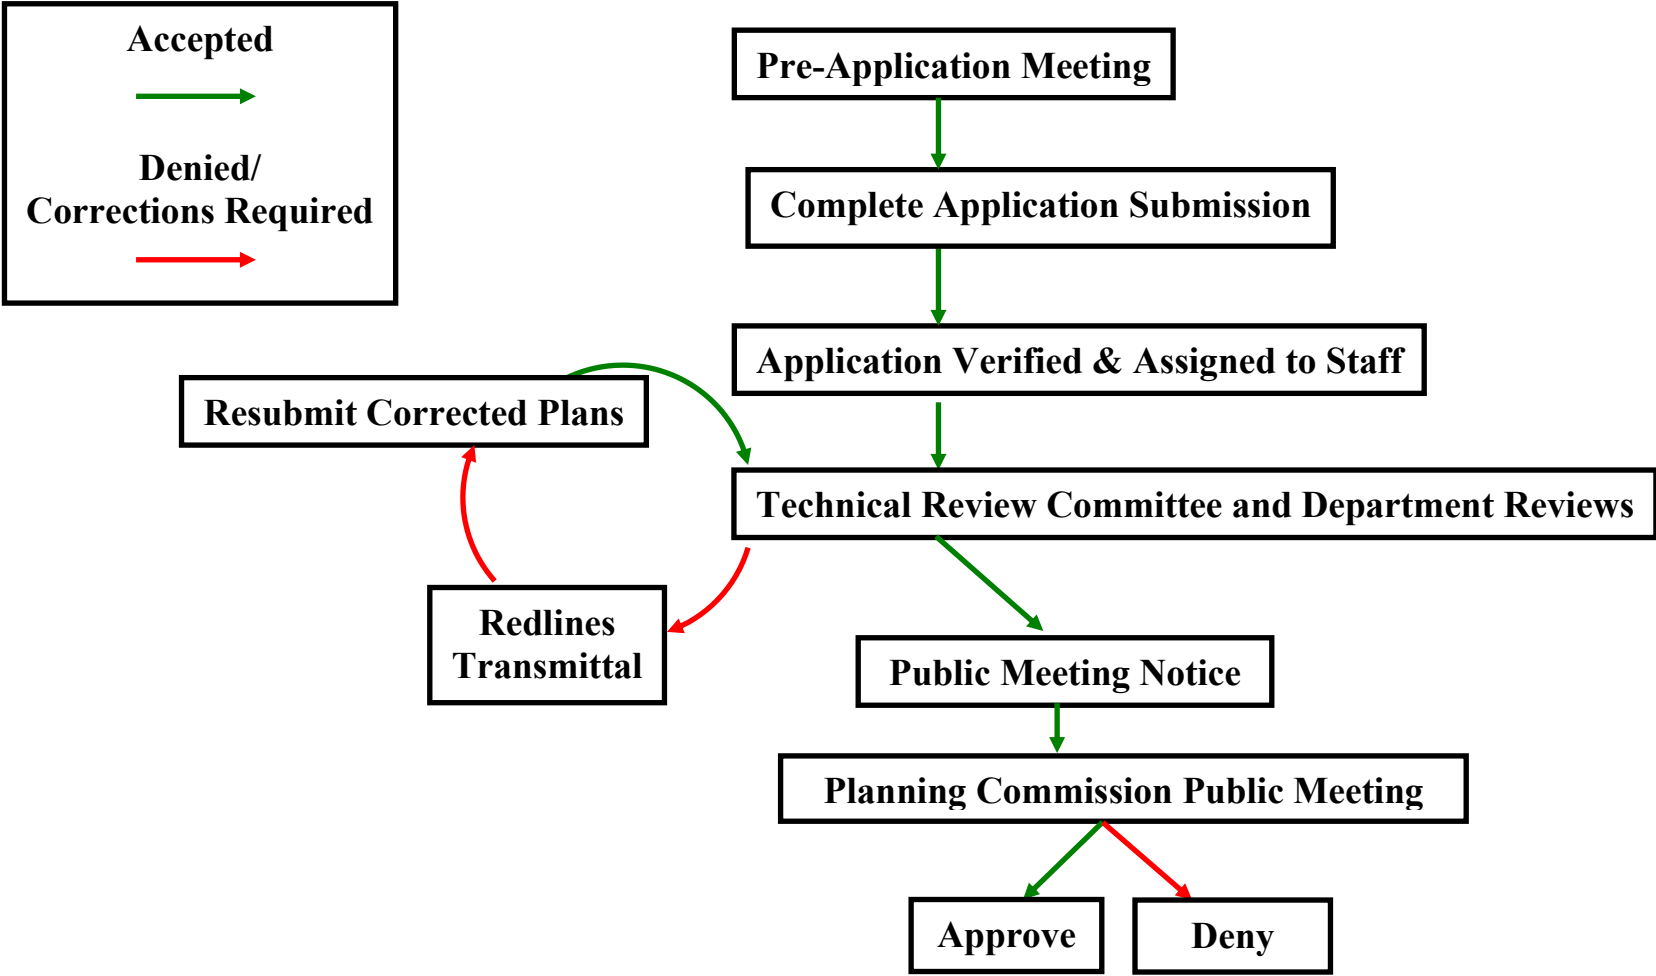 Accepted
Denied/
Corrections Required
Pre-Application Meeting
Complete Application Submission
Application Verified & Assigned to Staff
Resubmit Corrected Plans
Technical Review Committee and Department Reviews
Redlines
Transmittal
Public Meeting Notice
Planning Commission Public Meeting
Approve
Deny